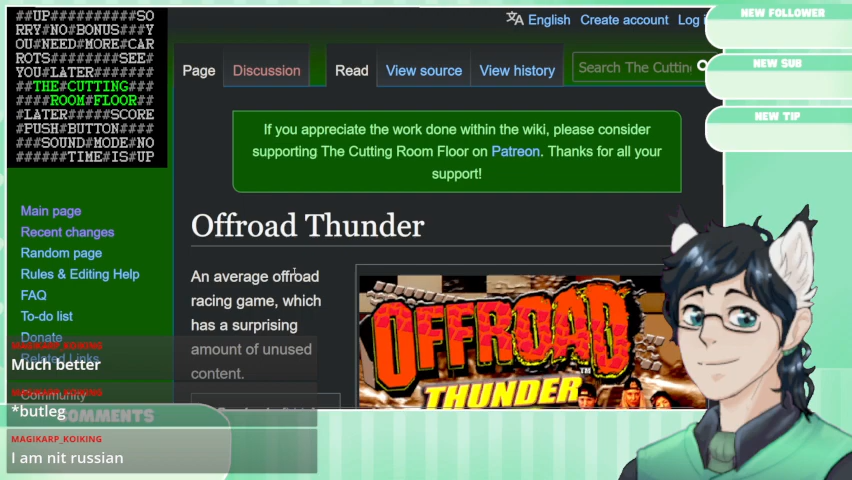 ##UP##########SO
RRY#NO#BONUS###Y
OU#NEED#MORE#CAR
ROTS#######SEE#
YOU#LATER#######
##THE#CUTTING###
####ROOM#FLOOR##
#LATER#####SCORE
#PUSH#BUTTON####
###SOUND#MODE#NO
######TIME#IS#UP
English Create account Log i
Page Discussion Read View source View history Search The Cuttin
If you appreciate the work done within the wiki, please consider
supporting The Cutting Room Floor on Patreon. Thanks for all your
support!
Main page
Recent changes
Random page
Rules & Editing Help
FAQ
To-do list
Donate
Related Links
Community
Offroad Thunder
An average offroad
racing game, which
has a surprising
amount of unused
content.
OFFROAD
THUNDER
TM
NEW FOLLOWER
NEW SUB
NEW TIP
MAGIKARP_KOIKING
Much better
MAGIKARP_KOIKING
*butleg
COMMENTS
MAGIKARP_KOIKING
I am nit russian